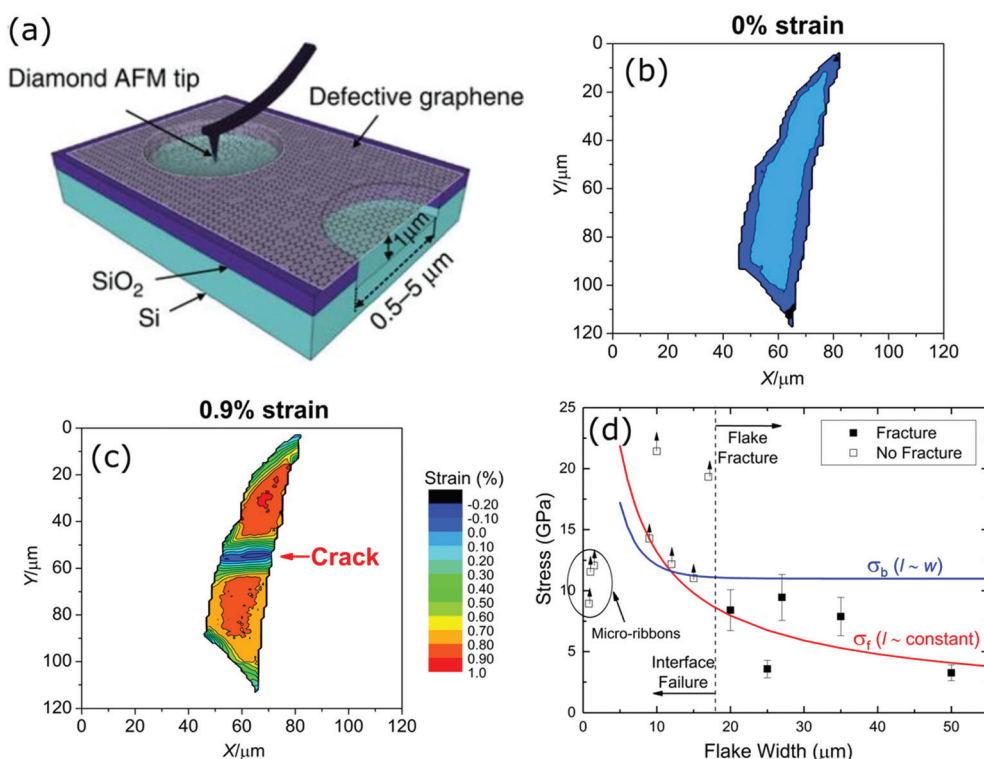 (a)
Diamond AFM tip
Defective graphene
SiO2
Si
1µm
0.5–5 µm
0% strain
(b)
0
20
40
60
80
100
120
Y/µm
0 20 40 60 80 100 120
X/µm
0.9% strain
(c)
0
20
40
60
80
100
120
Y/µm
0 20 40 60 80 100 120
X/µm
Crack
Strain (%)
-0.20
-0.10
0.0
0.10
0.20
0.30
0.40
0.50
0.60
0.70
0.80
0.90
1.0
(d)
25
20
15
10
5
0
Stress (GPa)
Flake
Fracture
Fracture
No Fracture
σb (l ~ w)
Micro-ribbons
σf (l ~ constant)
Interface
Failure
0 10 20 30 40 50
Flake Width (µm)